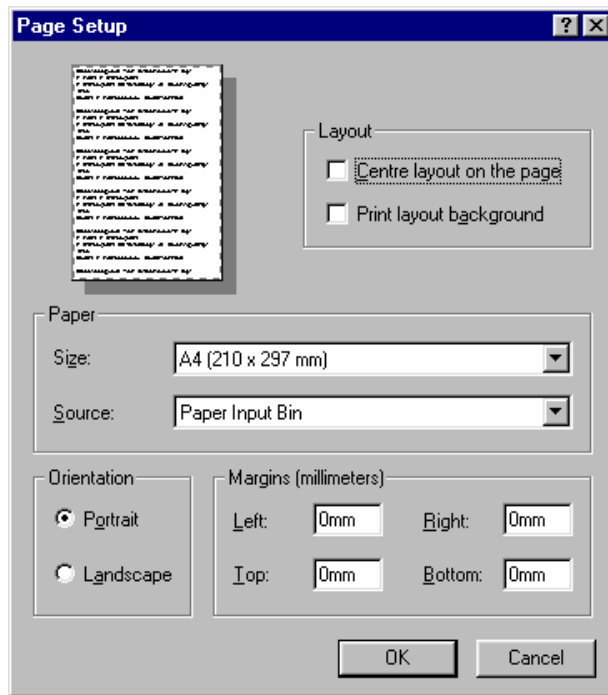 Page Setup
Layout
Centre layout on the page
Print layout background
Paper
Size: A4 (210 x 297 mm)
Source: Paper Input Bin
Orientation
Portrait
Landscape
Margins (millimeters)
Left: 0mm Right: 0mm
Top: 0mm Bottom: 0mm
OK Cancel